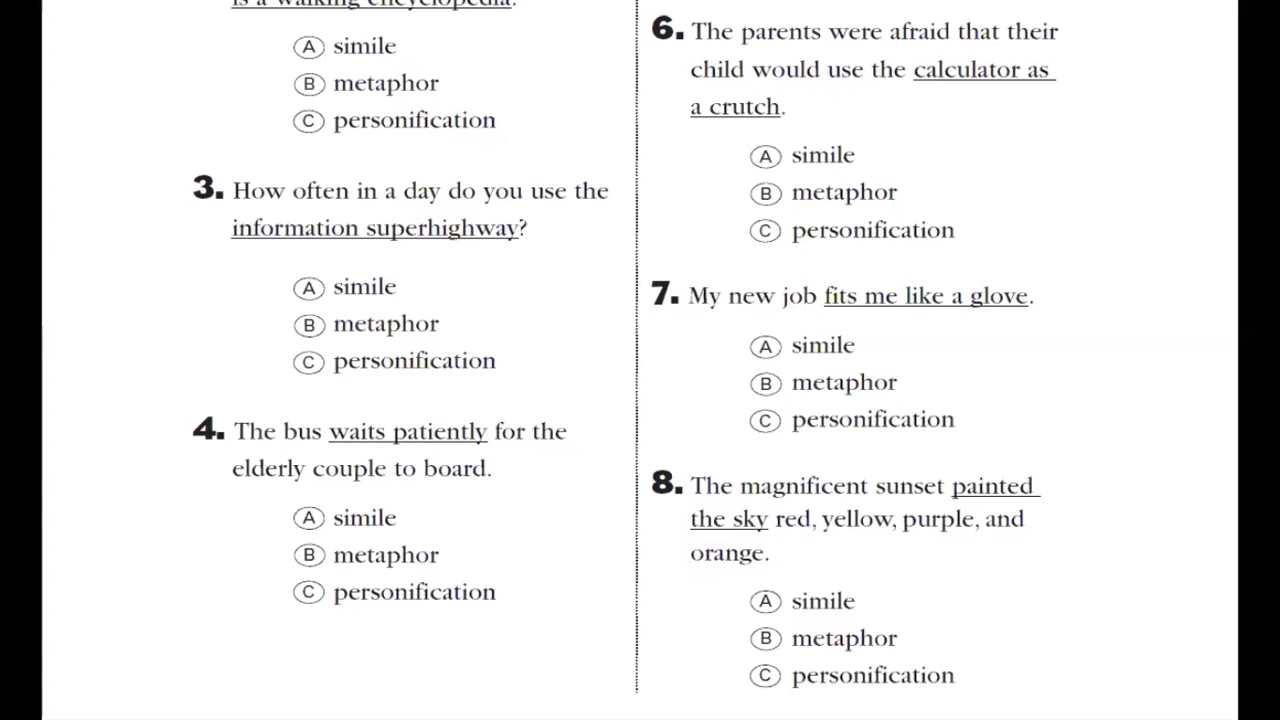 is a walking encyclopedia.
A simile
B metaphor
C personification
3. How often in a day do you use the
information superhighway?
A simile
B metaphor
C personification
4. The bus waits patiently for the
elderly couple to board.
A simile
B metaphor
C personification
6. The parents were afraid that their
child would use the calculator as
a crutch.
A simile
B metaphor
C personification
7. My new job fits me like a glove.
A simile
B metaphor
C personification
8. The magnificent sunset painted
the sky red, yellow, purple, and
orange.
A simile
B metaphor
C personification